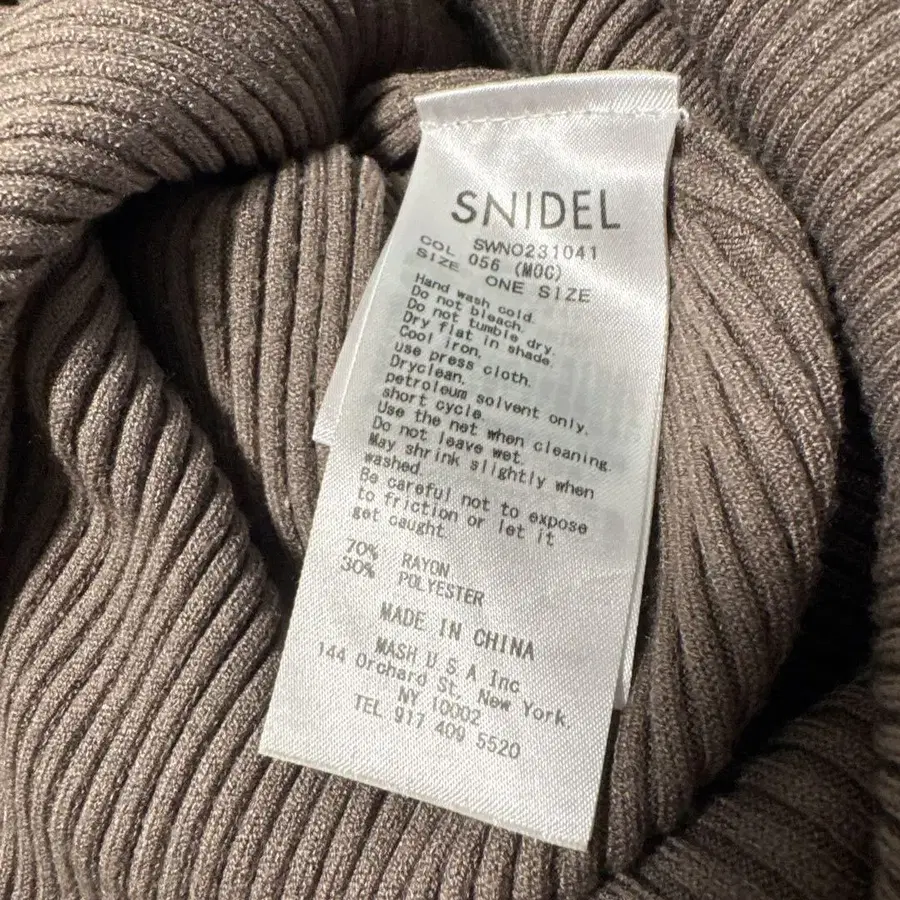 SNIDEL
SWNO231041
COL 056 (MOC)
SIZE ONE SIZE
Hand wash cold.
Do not bleach.
Do not tumble dry.
Dry flat in shade.
Cool iron,
use press cloth.
Dryclean,
petroleum solvent only,
short cycle.
Use the net when cleaning.
Do not leave wet.
May shrink slightly when
washed.
Be careful not to expose
to friction or let it
get caught.
70% RAYON
30% POLYESTER
MADE IN CHINA
MASH U S A Inc
144 Orchard St, New York,
NY 10002
TEL 917 409 5520